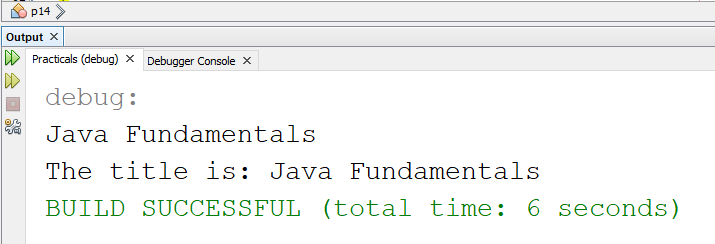 p14
Output
Practicals (debug)
Debugger Console
debug:
Java Fundamentals
The title is: Java Fundamentals
BUILD SUCCESSFUL (total time: 6 seconds)